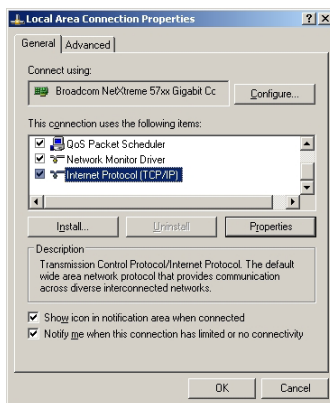 Local Area Connection Properties
General
Advanced
Connect using:
Broadcom NetXtreme 57xx Gigabit Cc
Configure...
This connection uses the following items:
QoS Packet Scheduler
Network Monitor Driver
Internet Protocol (TCP/IP)
Install...
Uninstall
Properties
Description
Transmission Control Protocol/Internet Protocol. The default
wide area network protocol that provides communication
across diverse interconnected networks.
Show icon in notification area when connected
Notify me when this connection has limited or no connectivity
OK
Cancel